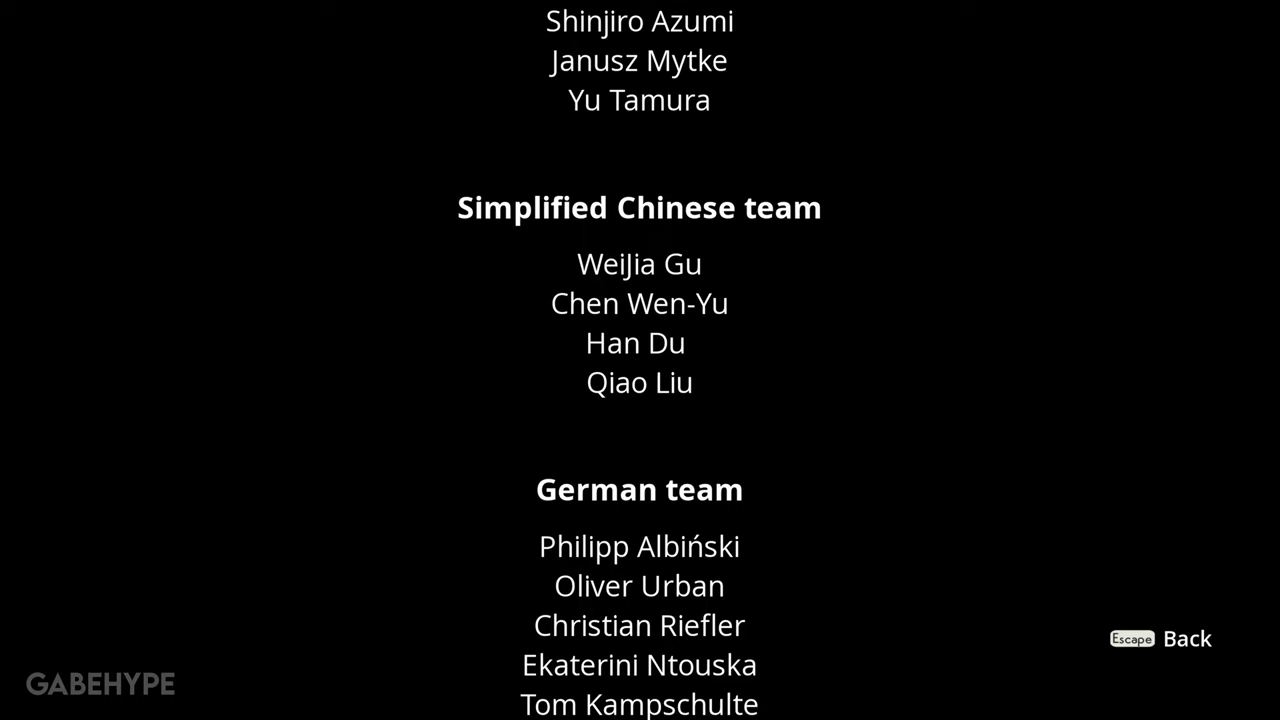 Shinjiro Azumi
Janusz Mytke
Yu Tamura
Simplified Chinese team
WeiJia Gu
Chen Wen-Yu
Han Du
Qiao Liu
German team
Philipp Albiński
Oliver Urban
Christian Riefler
Ekaterini Ntouska
Tom Kampschulte
Escape Back
GABEHYPE